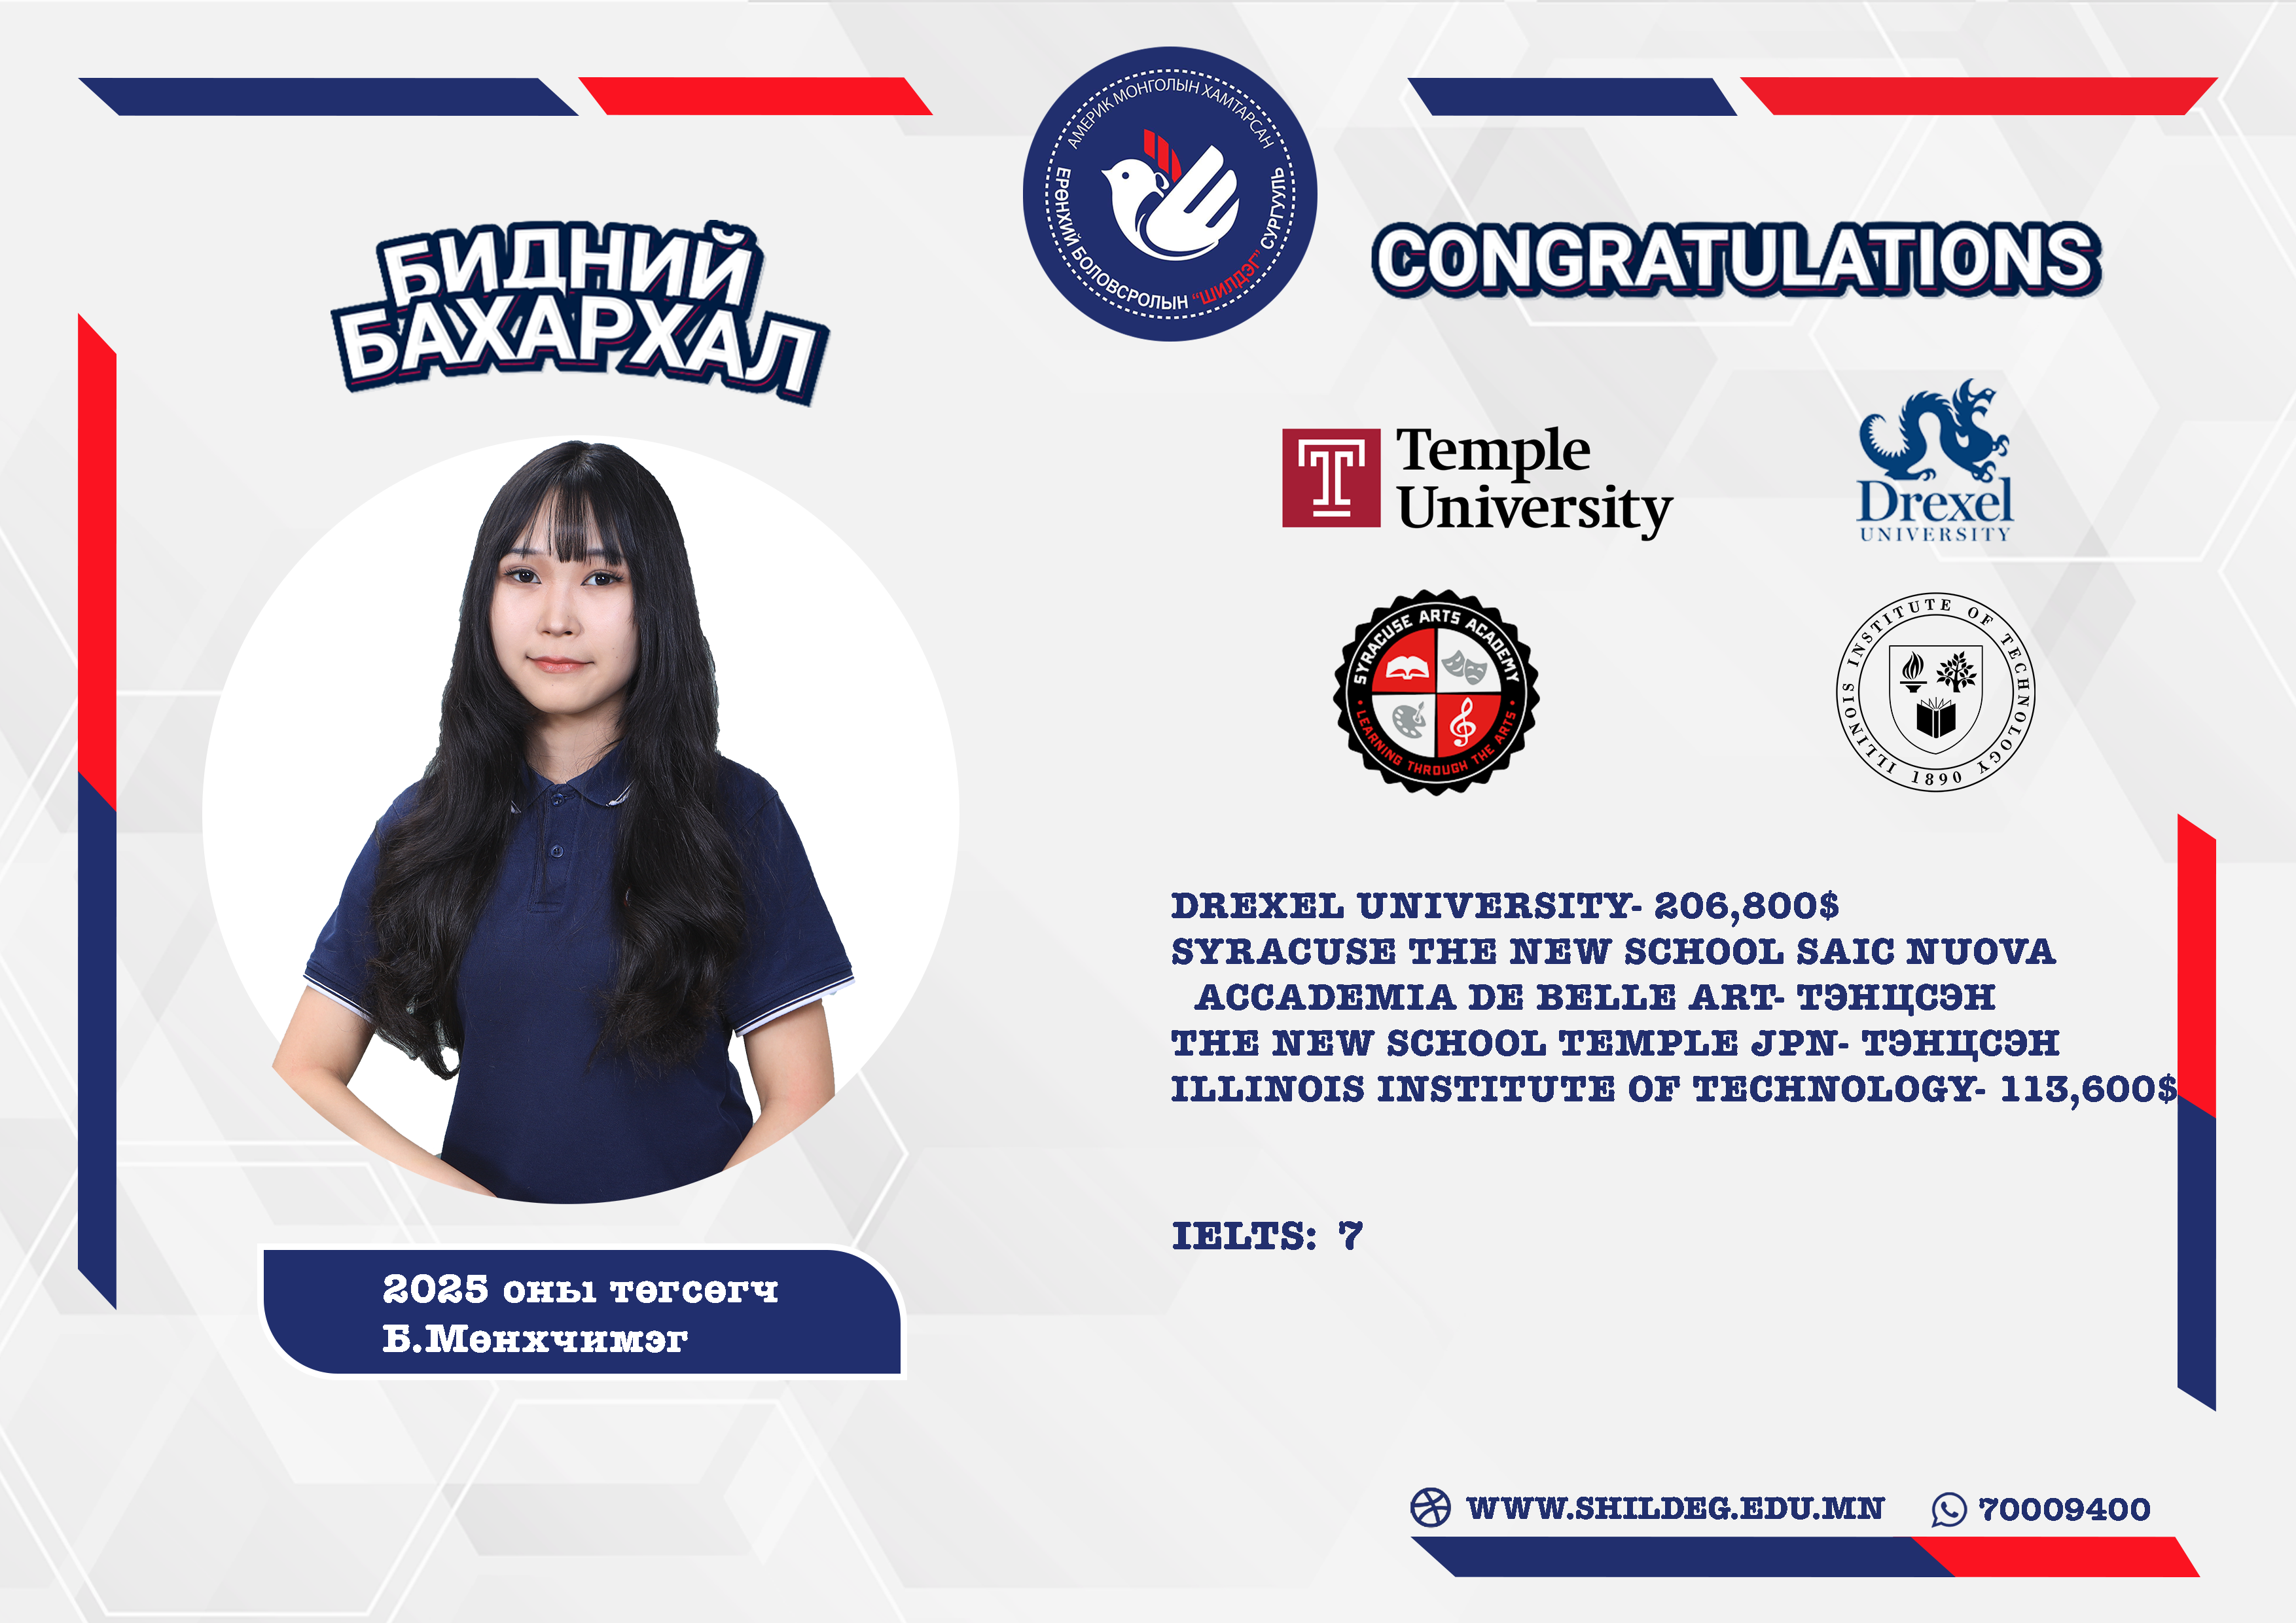 АМЕРИК МОНГОЛЫН ХАМТАРСАН
ЕРӨНХИЙ БОЛОВСРОЛЫН "ШИЛДЭГ" СУРГУУЛЬ
БИДНИЙ
БАХАРХАЛ
CONGRATULATIONS
T Temple
University
Drexel
UNIVERSITY
SYRACUSE ARTS ACADEMY
• LEARNING THROUGH THE ARTS •
ILLINOIS INSTITUTE OF TECHNOLOGY
1890
DREXEL UNIVERSITY- 206,800$
SYRACUSE THE NEW SCHOOL SAIC NUOVA
ACCADEMIA DE BELLE ART- ТЭНЦСЭН
THE NEW SCHOOL TEMPLE JPN- ТЭНЦСЭН
ILLINOIS INSTITUTE OF TECHNOLOGY- 113,600$
IELTS: 7
2025 оны төгсөгч
Б.Мөнхчимэг
WWW.SHILDEG.EDU.MN 70009400